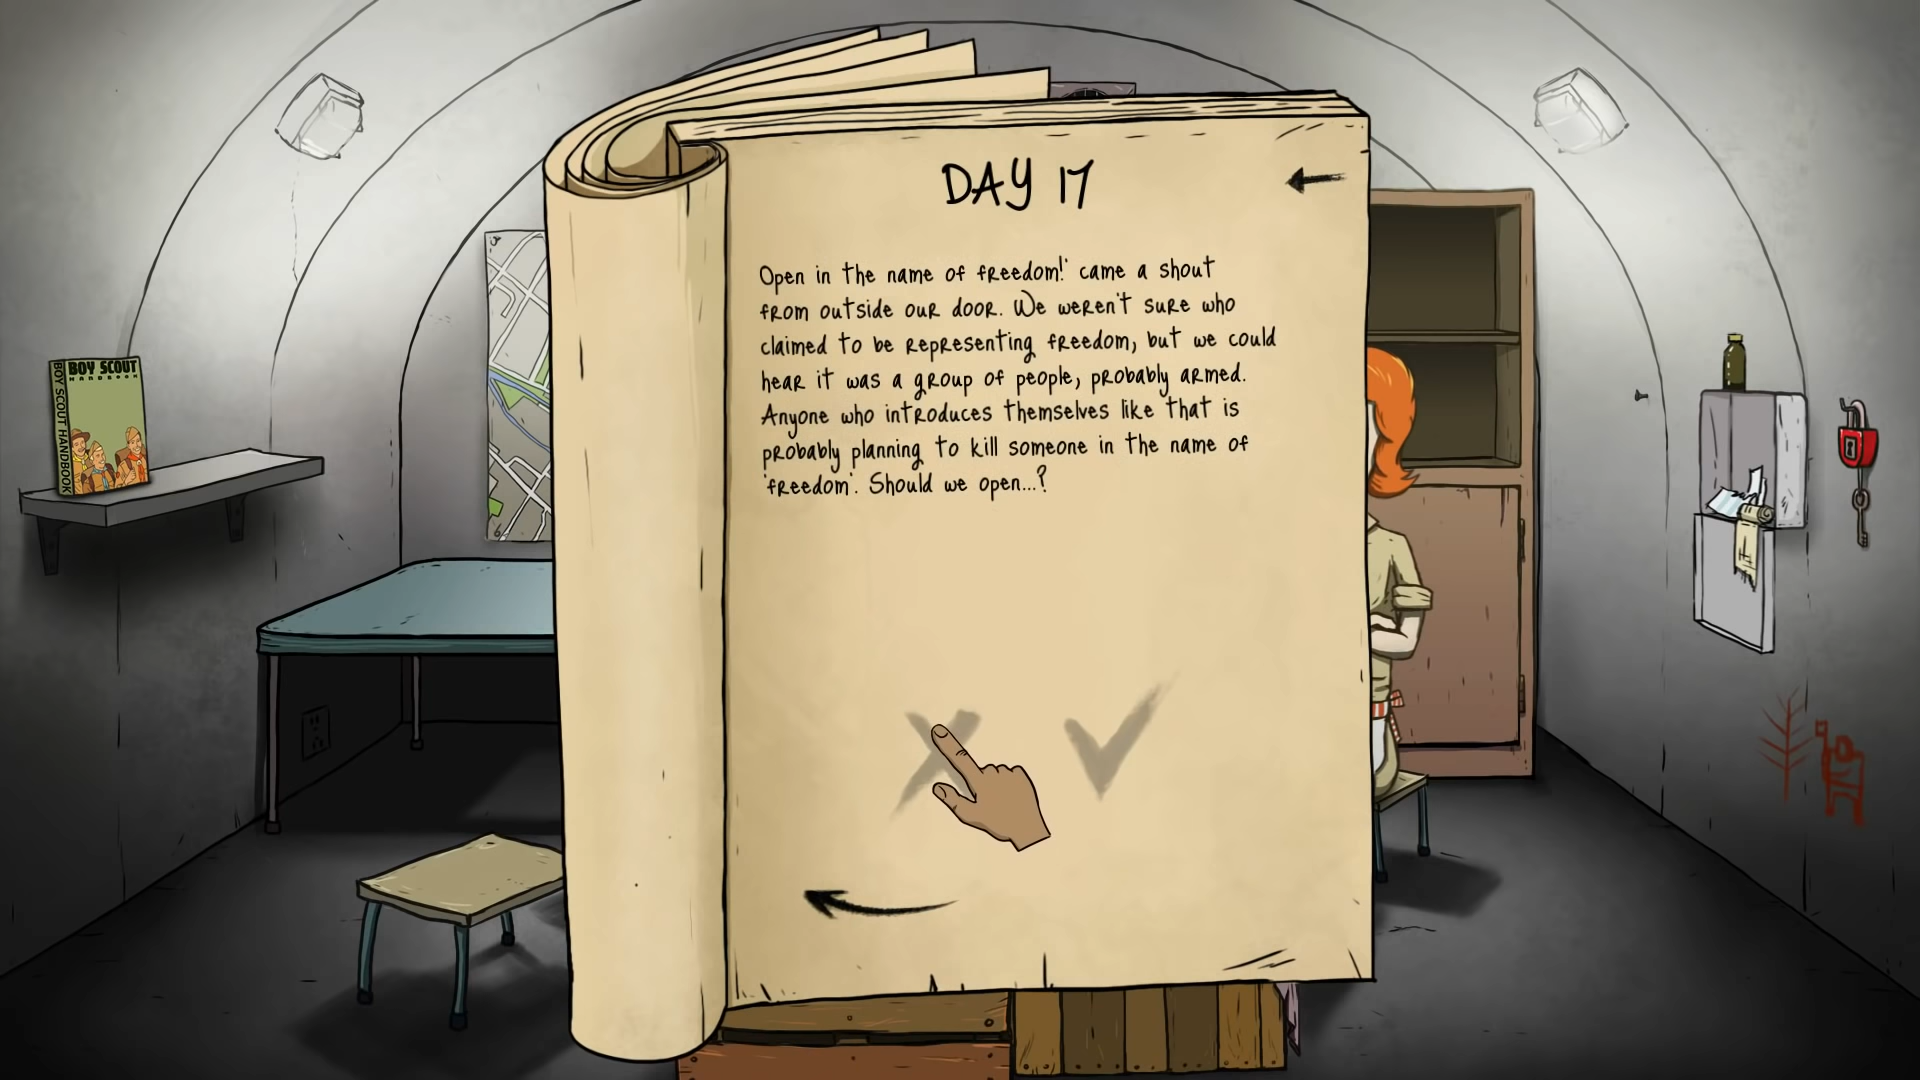 DAY 17
Open in the name of freedom!' came a shout
from outside our door. We weren't sure who
claimed to be representing freedom, but we could
hear it was a group of people, probably armed.
Anyone who introduces themselves like that is
probably planning to kill someone in the name of
'freedom'. Should we open...?
BOY SCOUT
HANDBOOK
BOY SCOUT HANDBOOK